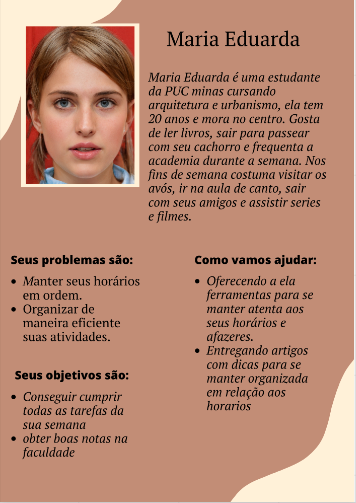 Maria Eduarda
Maria Eduarda é uma estudante
da PUC minas cursando
arquitetura e urbanismo, ela tem
20 anos e mora no centro. Gosta
de ler livros, sair para passear
com seu cachorro e frequenta a
academia durante a semana. Nos
fins de semana costuma visitar os
avós, ir na aula de canto, sair
com seus amigos e assistir series
e filmes.
Seus problemas são:
• Manter seus horários
em ordem.
• Organizar de
maneira eficiente
suas atividades.
Seus objetivos são:
• Conseguir cumprir
todas as tarefas da
sua semana
• obter boas notas na
faculdade
Como vamos ajudar:
• Oferecendo a ela
ferramentas para se
manter atenta aos
seus horários e
afazeres.
• Entregando artigos
com dicas para se
manter organizada
em relação aos
horarios